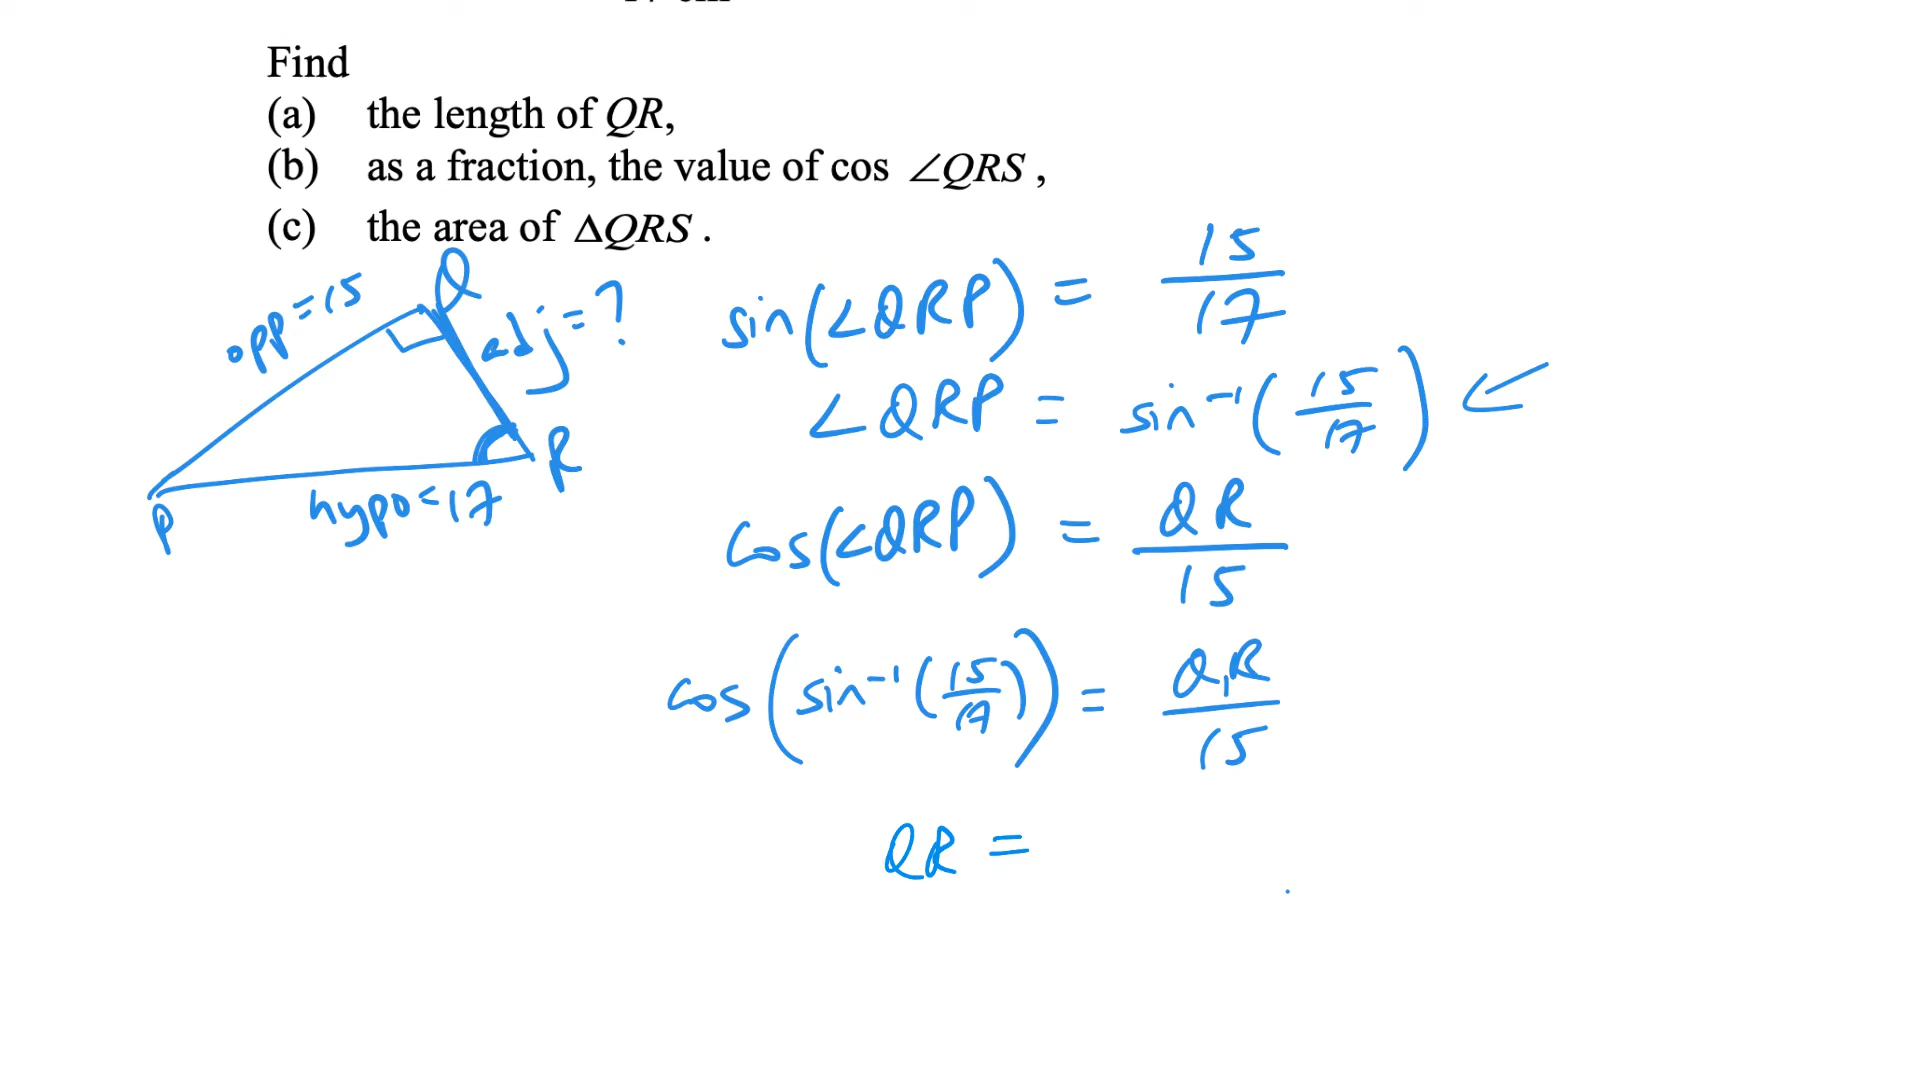 Find
(a) the length of QR,
(b) as a fraction, the value of cos ∠QRS ,
(c) the area of ΔQRS .
opp=15
Q
adj=?
R
hypo=17
P
sin(∠QRP) = 15/17
∠QRP = sin⁻¹(15/17) ←
cos(∠QRP) = QR/15
cos(sin⁻¹(15/17)) = QR/15
QR =